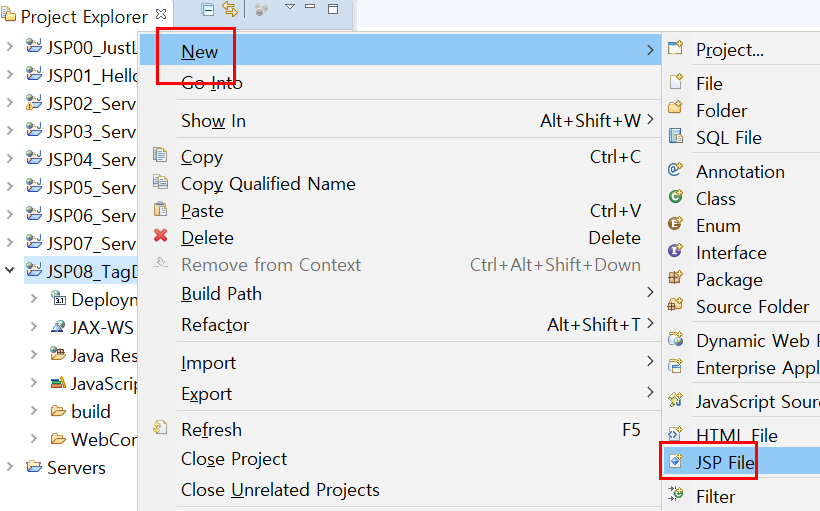 Project Explorer
JSP00_JustL
JSP01_Hello
JSP02_Serv
JSP03_Serv
JSP04_Serv
JSP05_Serv
JSP06_Serv
JSP07_Serv
JSP08_TagD
Deployn
JAX-WS
Java Res
JavaScrip
build
WebCor
Servers
New
Go Into
Show In Alt+Shift+W
Copy Ctrl+C
Copy Qualified Name
Paste Ctrl+V
Delete Delete
Remove from Context Ctrl+Alt+Shift+Down
Build Path
Refactor Alt+Shift+T
Import
Export
Refresh F5
Close Project
Close Unrelated Projects
Project...
File
Folder
SQL File
Annotation
Class
Enum
Interface
Package
Source Folder
Dynamic Web P
Enterprise Appl
JavaScript Sour
HTML File
JSP File
Filter